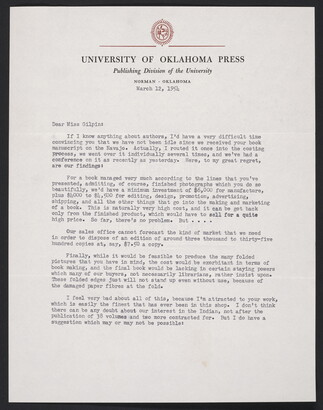 UNIVERSITY OF OKLAHOMA PRESS
Publishing Division of the University
NORMAN · OKLAHOMA
March 12, 1954
Dear Miss Gilpin:
If I know anything about authors, I'd have a very difficult time
convincing you that we have not been idle since we received your book
manuscript on the Navajo. Actually, I routed it once into the costing
process, we went over it individually several times, and we've had a
conference on it as recently as yesterday. Here, to my great regret,
are our findings:
For a book managed very much according to the lines that you've
presented, admitting, of course, finished photographs which you do so
beautifully, we'd have a minimum investment of $6,000 for manufacture,
plus $4,000 to $4,500 for editing, design, promotion, advertising,
shipping, and all the other things that go into the making and marketing
of a book. This is naturally very high cost, and it can be got back
only from the finished product, which would have to sell for a quite
high price. So far, there's no problem. But . . . . .
Our sales office cannot forecast the kind of market that we need
in order to dispose of an edition of around three thousand to thirty-five
hundred copies at, say, $7.50 a copy.
Finally, while it would be feasible to produce the many folded
pictures that you have in mind, the cost would be exorbitant in terms of
book making, and the final book would be lacking in certain staying powers
which many of our buyers, not necessarily librarians, rather insist upon.
These folded edges just will not stand up even without use, because of
the damaged paper fibres at the fold.
I feel very bad about all of this, because I'm attracted to your work,
which is easily the finest that has ever been in this shop. I don't think
there can be any doubt about our interest in the Indian, not after the
publication of 38 volumes and two more contracted for. But I do have a
suggestion which may or may not be possible: